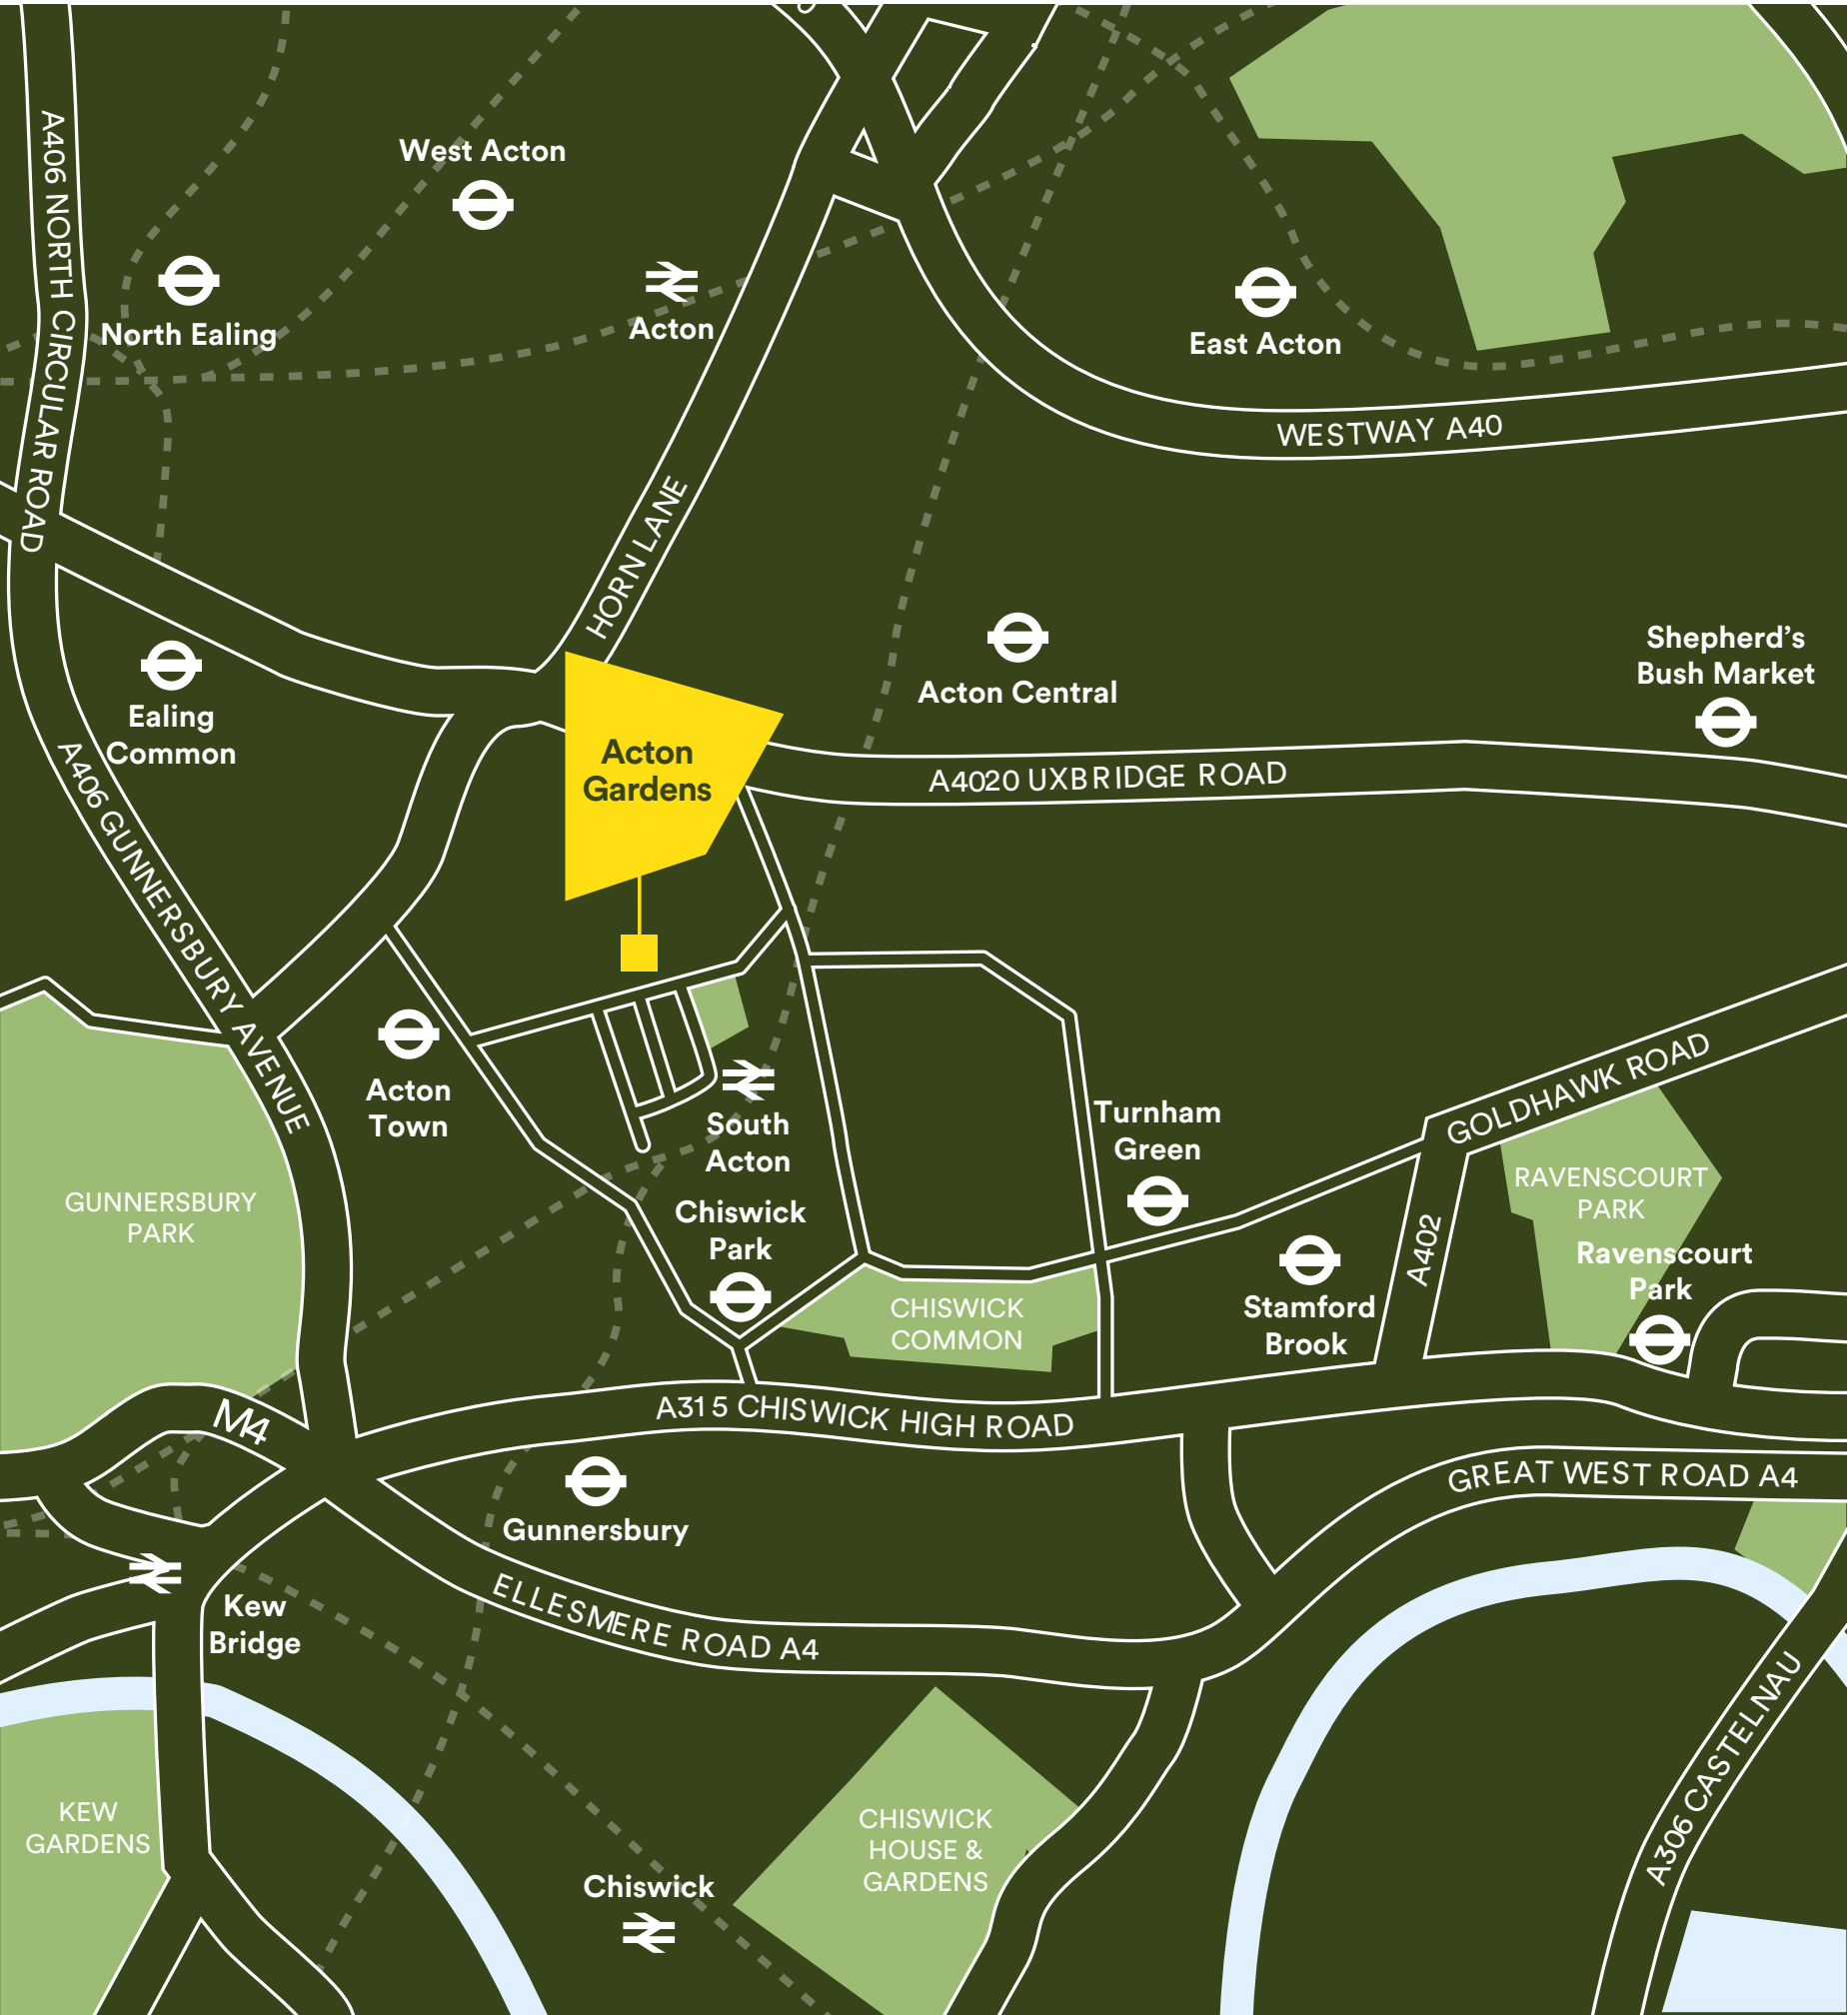 West Acton
A406 NORTH CIRCULAR ROAD
North Ealing
Acton
East Acton
WESTWAY A40
HORN LANE
Acton Central
Shepherd's
Bush Market
Ealing
Common
Acton
Gardens
A4020 UXBRIDGE ROAD
A406 GUNNERSBURY AVENUE
Acton
Town
South
Acton
Turnham
Green
GOLDHAWK ROAD
GUNNERSBURY
PARK
RAVENSCOURT
PARK
Chiswick
Park
A402
Ravenscourt
Park
CHISWICK
COMMON
Stamford
Brook
M4
A315 CHISWICK HIGH ROAD
GREAT WEST ROAD A4
Gunnersbury
Kew
Bridge
ELLESMERE ROAD A4
A306 CASTELNAU
KEW
GARDENS
CHISWICK
HOUSE &
GARDENS
Chiswick